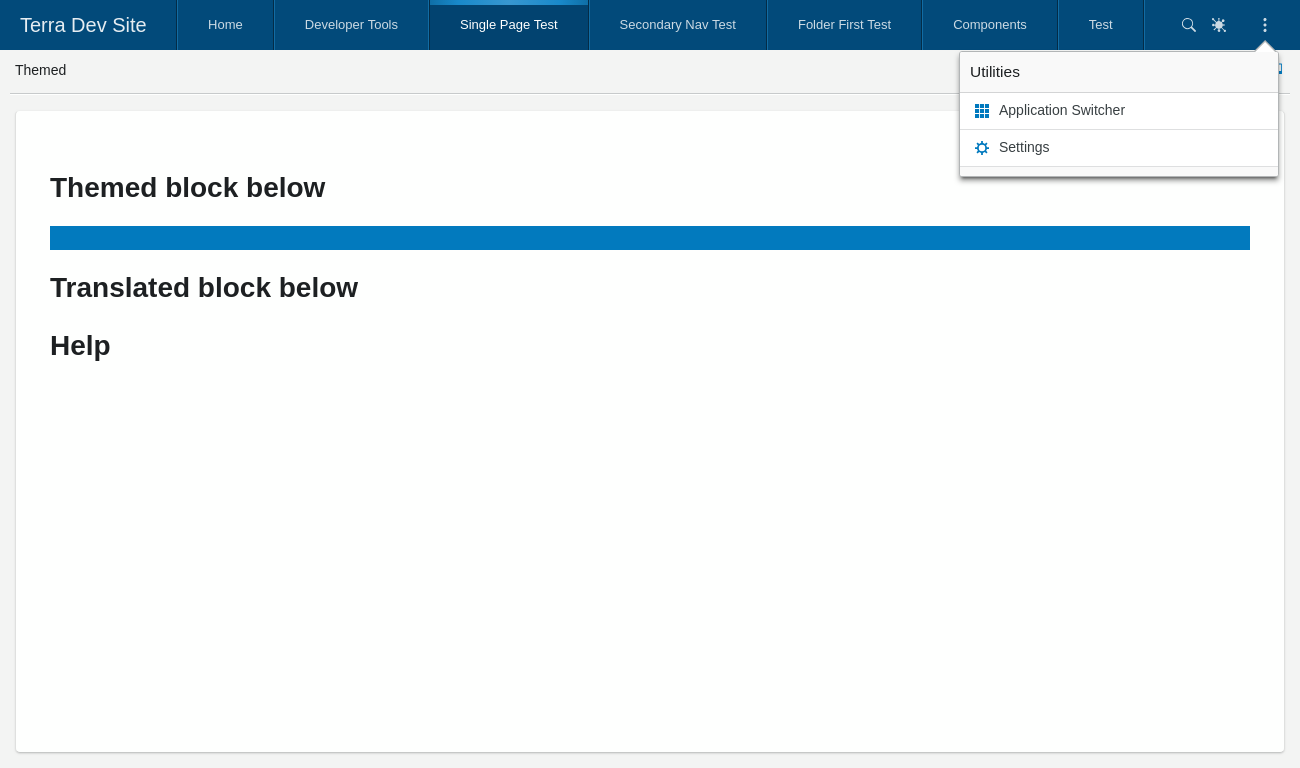 Terra Dev Site
Home
Developer Tools
Single Page Test
Secondary Nav Test
Folder First Test
Components
Test
Themed
Utilities
Application Switcher
Settings
Themed block below
Translated block below
Help